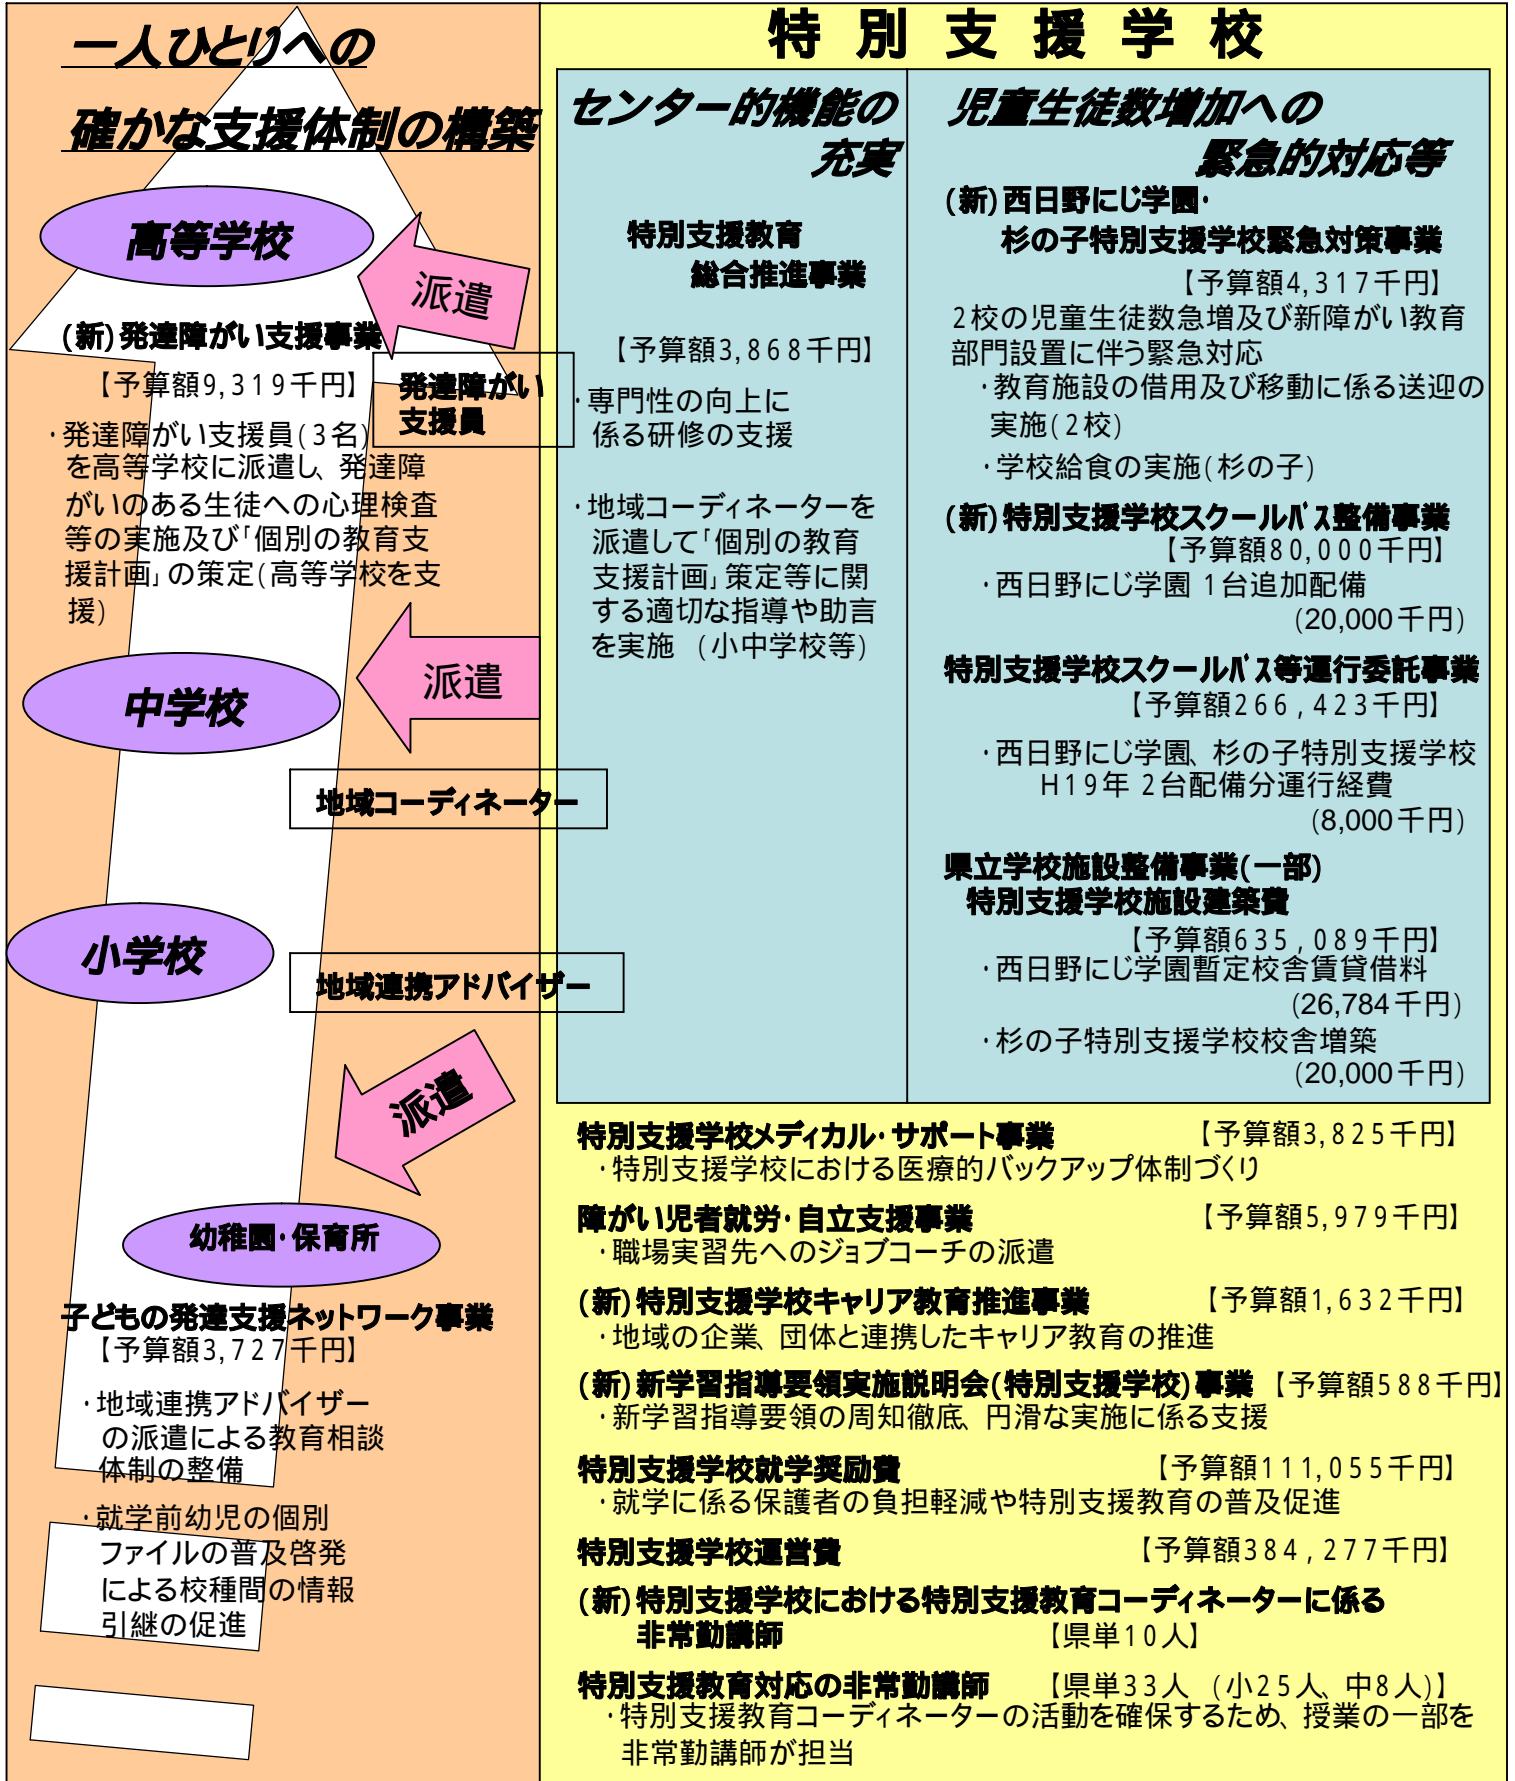 一人ひとりへの
確かな支援体制の構築
高等学校
派遣
(新)発達障がい支援事業
【予算額9,319千円】
発達障がい
支援員
・発達障がい支援員(3名)
を高等学校に派遣し、発達障
がいのある生徒への心理検査
等の実施及び「個別の教育支
援計画」の策定(高等学校を支
援)
派遣
中学校
地域コーディネーター
小学校
地域連携アドバイザー
派遣
幼稚園・保育所
子どもの発達支援ネットワーク事業
【予算額3,727千円】
・地域連携アドバイザー
の派遣による教育相談
体制の整備
・就学前幼児の個別
ファイルの普及啓発
による校種間の情報
引継の促進
特別支援学校
センター的機能の
充実
特別支援教育
総合推進事業
【予算額3,868千円】
・専門性の向上に
係る研修の支援
・地域コーディネーターを
派遣して「個別の教育
支援計画」策定等に関
する適切な指導や助言
を実施 (小中学校等)
児童生徒数増加への
緊急的対応等
(新)西日野にじ学園・
杉の子特別支援学校緊急対策事業
【予算額4,317千円】
2校の児童生徒数急増及び新障がい教育
部門設置に伴う緊急対応
・教育施設の借用及び移動に係る送迎の
実施(2校)
・学校給食の実施(杉の子)
(新)特別支援学校スクールバス整備事業
【予算額80,000千円】
・西日野にじ学園 1台追加配備
(20,000千円)
特別支援学校スクールバス等運行委託事業
【予算額266,423千円】
・西日野にじ学園、杉の子特別支援学校
H19年 2台配備分運行経費
(8,000千円)
県立学校施設整備事業(一部)
特別支援学校施設建築費
【予算額635,089千円】
・西日野にじ学園暫定校舎賃貸借料
(26,784千円)
・杉の子特別支援学校校舎増築
(20,000千円)
特別支援学校メディカル・サポート事業 【予算額3,825千円】
・特別支援学校における医療的バックアップ体制づくり
障がい児者就労・自立支援事業 【予算額5,979千円】
・職場実習先へのジョブコーチの派遣
(新)特別支援学校キャリア教育推進事業 【予算額1,632千円】
・地域の企業、団体と連携したキャリア教育の推進
(新)新学習指導要領実施説明会(特別支援学校)事業 【予算額588千円】
・新学習指導要領の周知徹底、円滑な実施に係る支援
特別支援学校就学奨励費 【予算額111,055千円】
・就学に係る保護者の負担軽減や特別支援教育の普及促進
特別支援学校運営費 【予算額384,277千円】
(新)特別支援学校における特別支援教育コーディネーターに係る
非常勤講師 【県単10人】
特別支援教育対応の非常勤講師 【県単33人 (小25人、中8人)】
・特別支援教育コーディネーターの活動を確保するため、授業の一部を
非常勤講師が担当